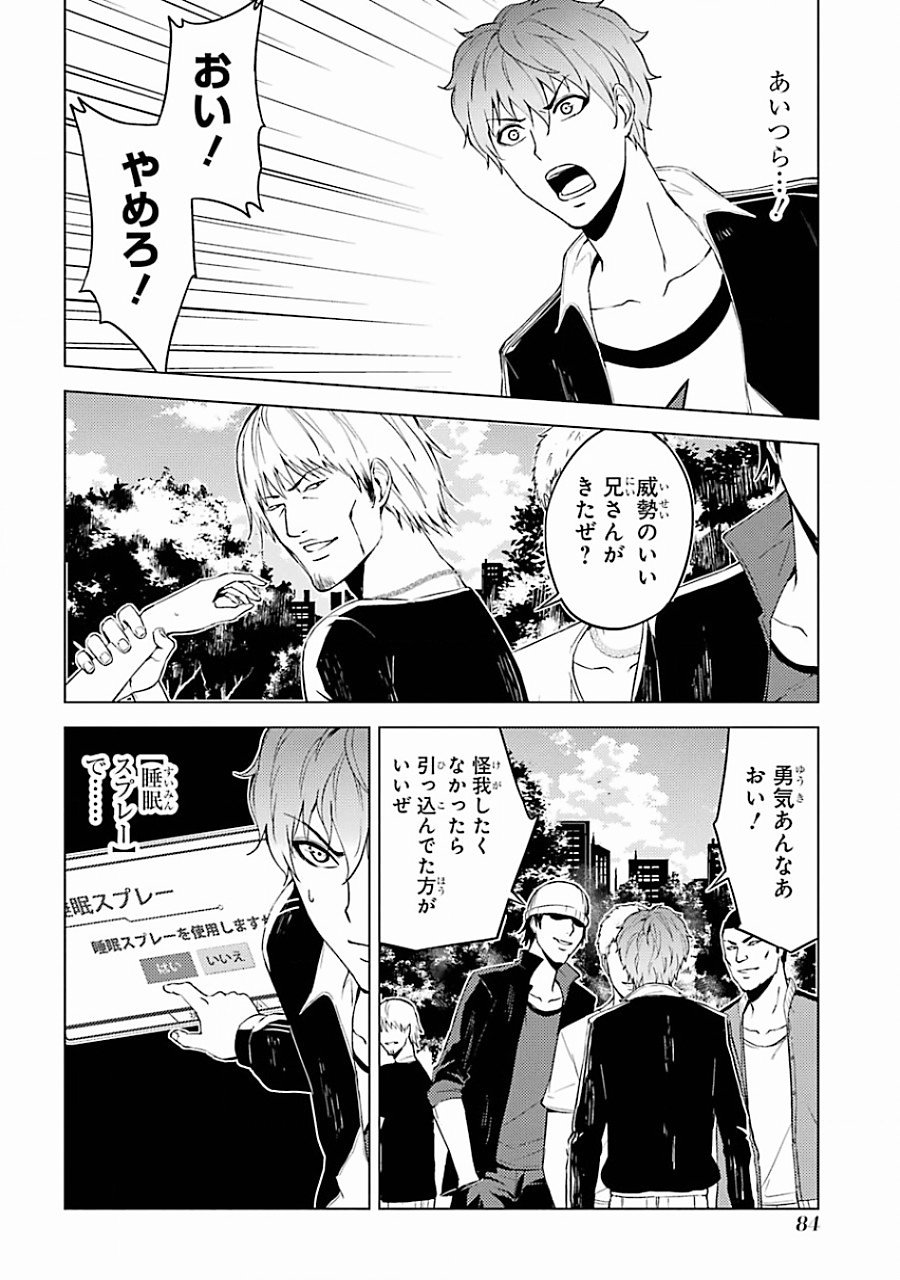 あいつら…!!
おい!
やめろ!
威勢のいい
兄さんが
きたぜ?
勇気あんなあ
おい!
怪我したく
なかったら
引っ込んでた方が
いいぜ
【睡眠
スプレー】
で……
睡眠スプレー
睡眠スプレーを使用しますか
はい
いいえ
84